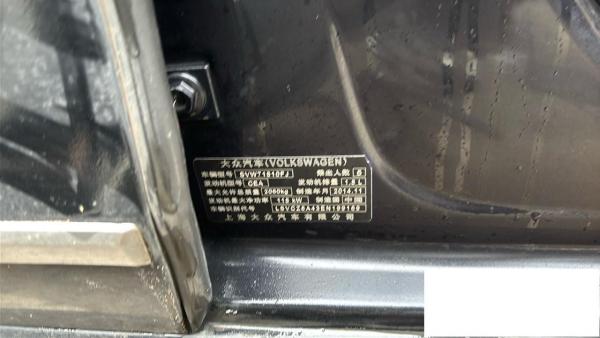 大众汽车(VOLKSWAGEN)
车辆型号 SVW71810FJ 乘坐人数 5
发动机型号 CEA 发动机排量 1.8 L
最大允许总质量 2060kg 制造年月 2014.11
发动机最大净功率 118 kW 制造国 中国
车辆识别代号
上海大众汽车有限公司